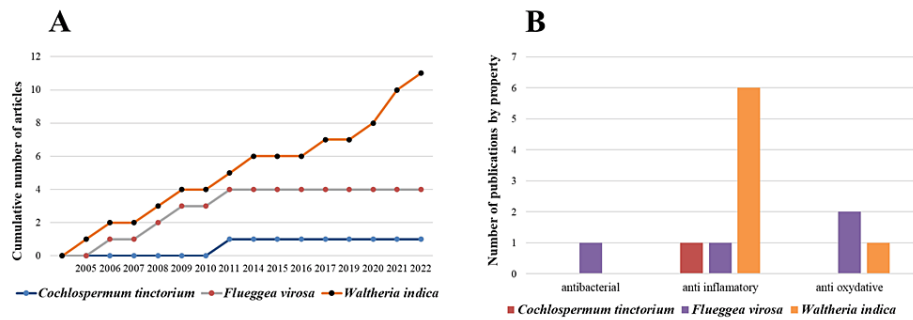 A
Cumulative number of articles
12
10
8
6
4
2
0
2005 2006 2007 2008 2009 2010 2011 2014 2015 2016 2017 2019 2020 2021 2022
Cochlospermum tinctorium Flueggea virosa Waltheria indica
B
Number of publications by property
7
6
5
4
3
2
1
0
antibacterial anti inflamatory anti oxydative
Cochlospermum tinctorium Flueggea virosa Waltheria indica